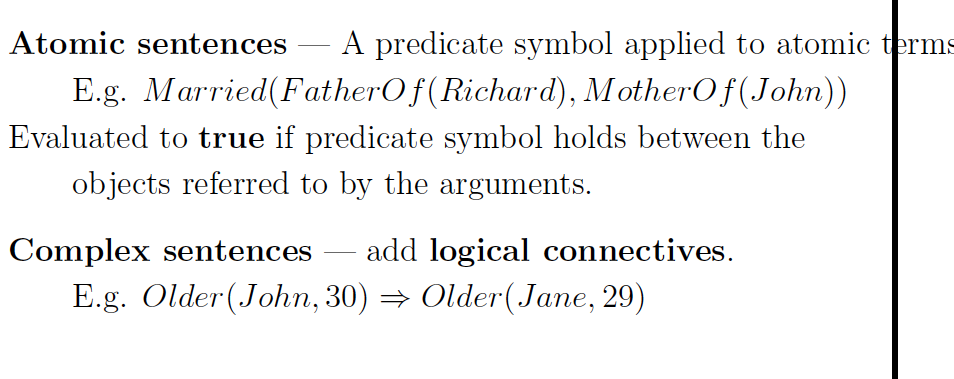 Atomic sentences — A predicate symbol applied to atomic terms
E.g. Married(FatherOf(Richard), MotherOf(John))
Evaluated to true if predicate symbol holds between the
objects referred to by the arguments.
Complex sentences — add logical connectives.
E.g. Older(John, 30) ⇒ Older(Jane, 29)